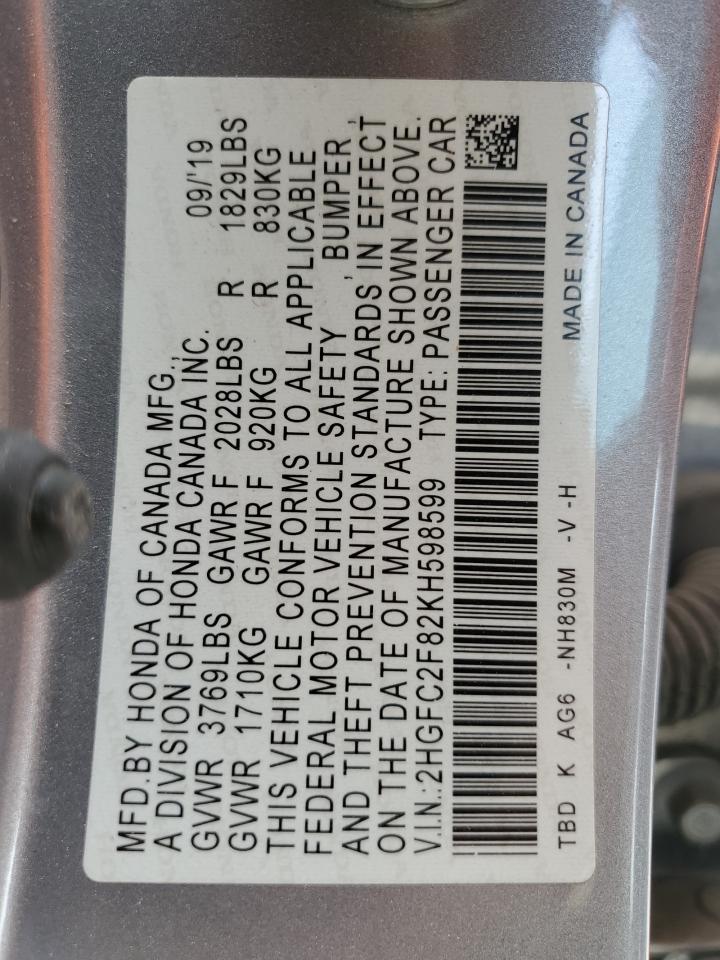 MFD.BY HONDA OF CANADA MFG.,
A DIVISION OF HONDA CANADA INC. 09/'19
GVWR 3769LBS GAWR F 2028LBS R 1829LBS
GVWR 1710KG GAWR F 920KG R 830KG
THIS VEHICLE CONFORMS TO ALL APPLICABLE
FEDERAL MOTOR VEHICLE SAFETY , BUMPER ,
AND THEFT PREVENTION STANDARDS IN EFFECT
ON THE DATE OF MANUFACTURE SHOWN ABOVE.
V.I.N.:2HGFC2F82KH598599 TYPE: PASSENGER CAR
TBD K AG6 -NH830M -V -H MADE IN CANADA